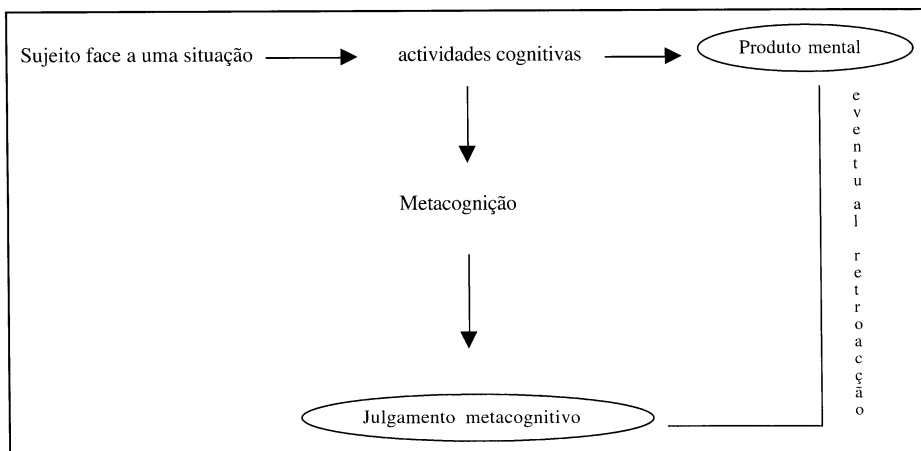 Sujeito face a uma situação
actividades cognitivas
Produto mental
eventual retroacção
Metacognição
Julgamento metacognitivo